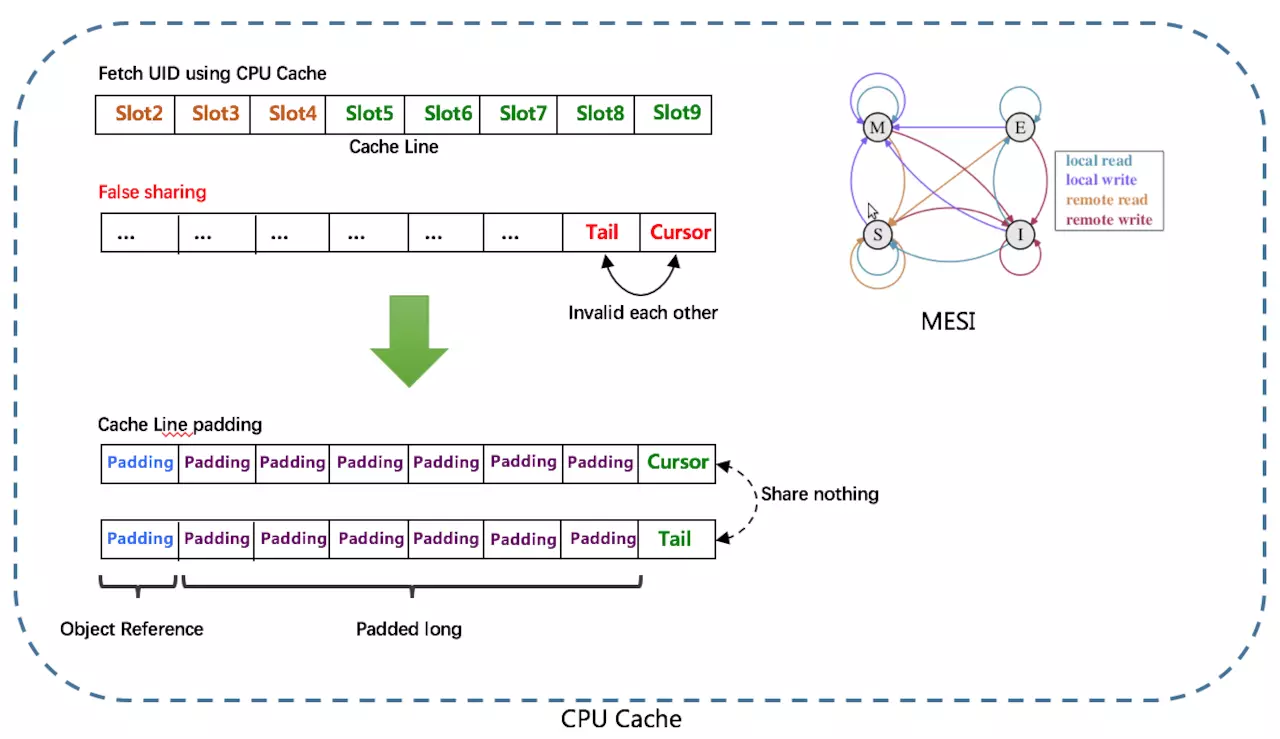 Fetch UID using CPU Cache
Slot2 Slot3 Slot4 Slot5 Slot6 Slot7 Slot8 Slot9
Cache Line
False sharing
... ... ... ... ... ... Tail Cursor
Invalid each other
Cache Line padding
Padding Padding Padding Padding Padding Padding Padding Cursor
Share nothing
Padding Padding Padding Padding Padding Padding Padding Tail
Object Reference Padded long
M E
S I
local read
local write
remote read
remote write
MESI
CPU Cache